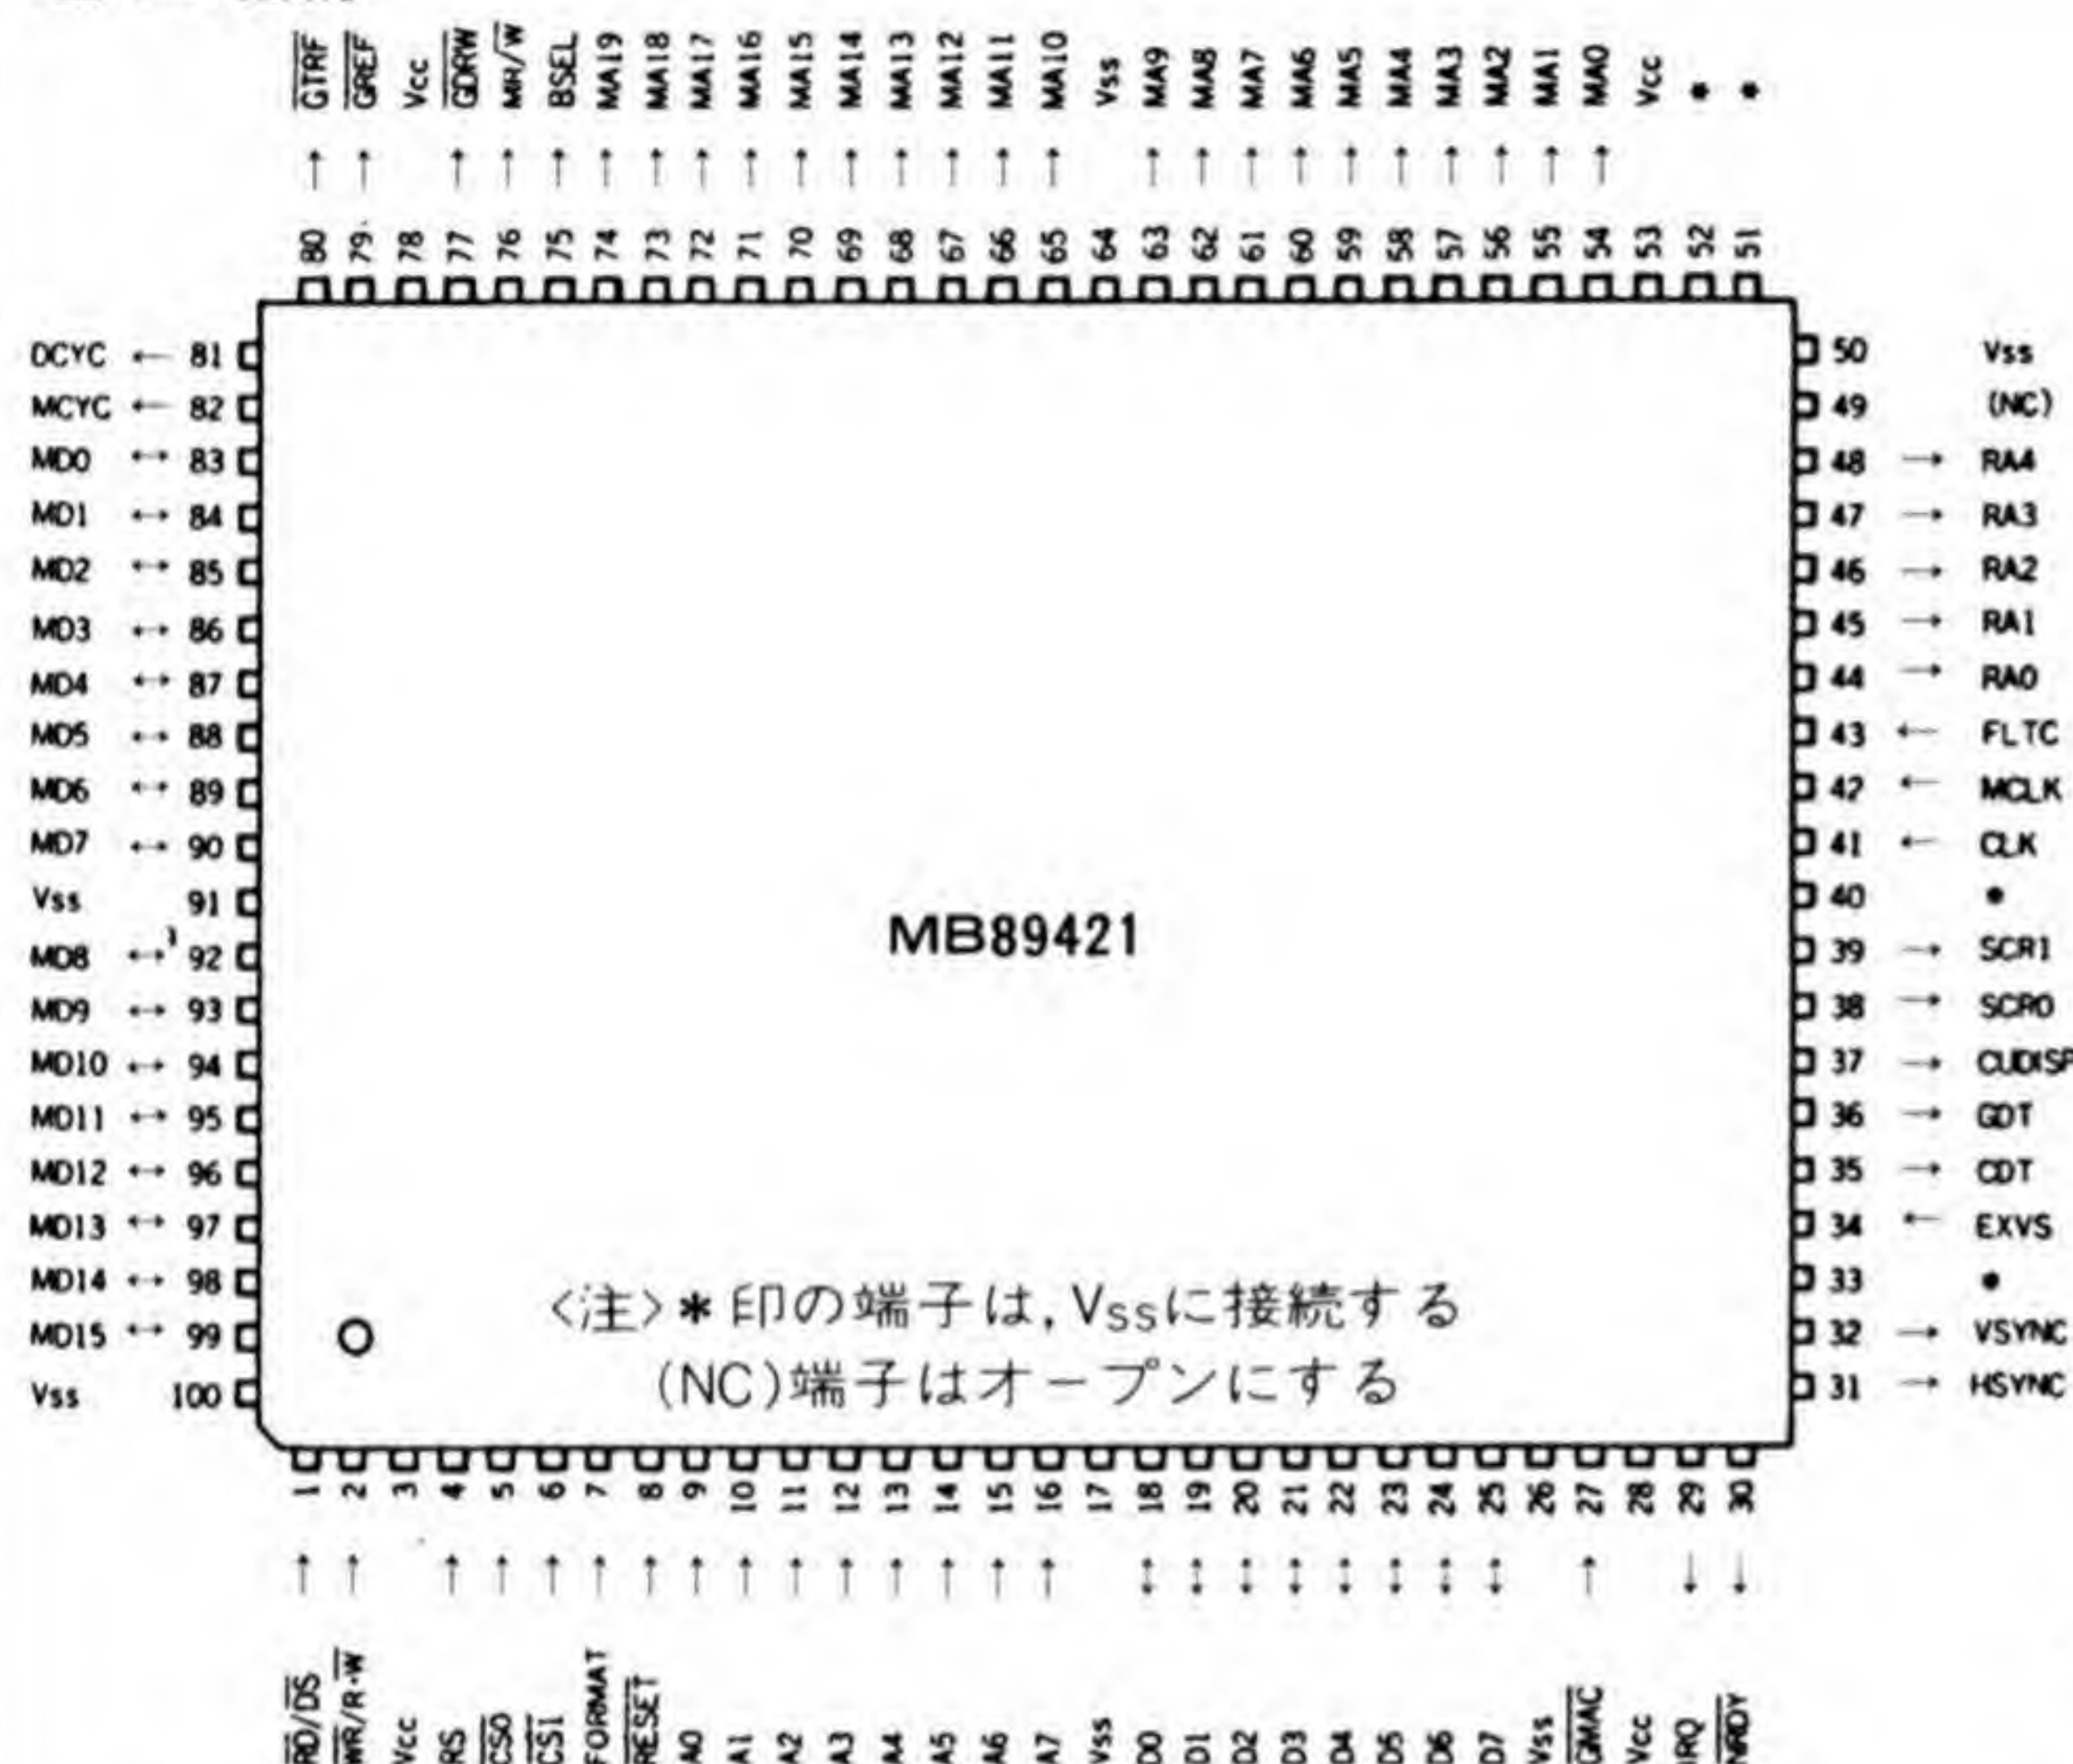 GTRF
GREF
Vcc
GDRW
MR/W
BSEL
MA19
MA18
MA17
MA16
MA15
MA14
MA13
MA12
MA11
MA10
Vss
MA9
MA8
MA7
MA6
MA5
MA4
MA3
MA2
MA1
MA0
Vcc
*
*
80 79 78 77 76 75 74 73 72 71 70 69 68 67 66 65 64 63 62 61 60 59 58 57 56 55 54 53 52 51
DCYC ← 81
MCYC ← 82
MD0 ↔ 83
MD1 ↔ 84
MD2 ↔ 85
MD3 ↔ 86
MD4 ↔ 87
MD5 ↔ 88
MD6 ↔ 89
MD7 ↔ 90
Vss 91
MD8 ↔ 92
MD9 ↔ 93
MD10 ↔ 94
MD11 ↔ 95
MD12 ↔ 96
MD13 ↔ 97
MD14 ↔ 98
MD15 ↔ 99
Vss 100
50 Vss
49 (NC)
48 → RA4
47 → RA3
46 → RA2
45 → RA1
44 → RA0
43 ← FLTC
42 ← MCLK
41 ← CLK
40 *
39 → SCR1
38 → SCR0
37 → CUDISP
36 → GDT
35 → CDT
34 ← EXVS
33 *
32 → VSYNC
31 → HSYNC
MB89421
<注>*印の端子は,Vssに接続する
(NC)端子はオープンにする
1 2 3 4 5 6 7 8 9 10 11 12 13 14 15 16 17 18 19 20 21 22 23 24 25 26 27 28 29 30
RD/DS
WR/R·W
Vcc
RS
CS0
CS1
FORMAT
RESET
A0
A1
A2
A3
A4
A5
A6
A7
Vss
D0
D1
D2
D3
D4
D5
D6
D7
Vss
GMAC
Vcc
IRQ
NRDY